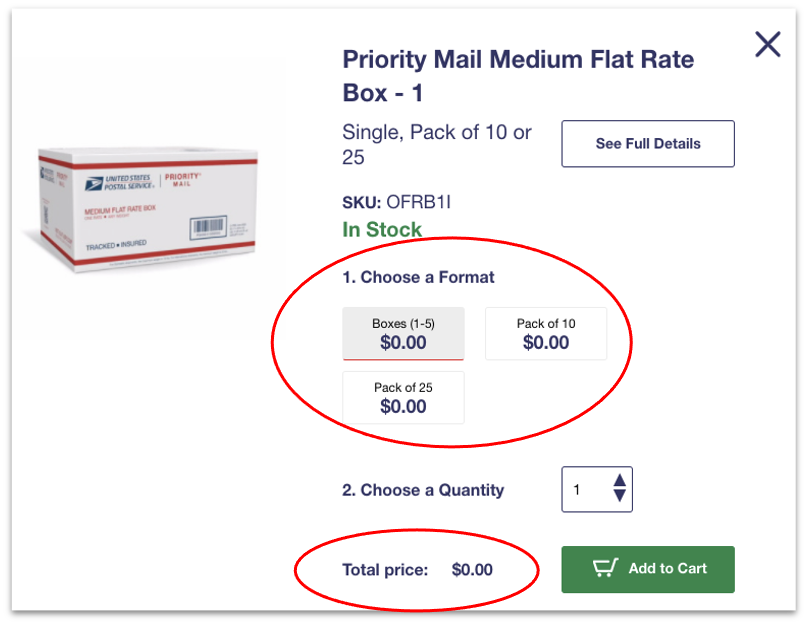 Priority Mail Medium Flat Rate
Box - 1
Single, Pack of 10 or
25
See Full Details
SKU: OFRB1I
In Stock
UNITED STATES
POSTAL SERVICE
PRIORITY
MAIL
MEDIUM FLAT RATE BOX
TRACKED • INSURED
1. Choose a Format
Boxes (1-5)
$0.00
Pack of 10
$0.00
Pack of 25
$0.00
2. Choose a Quantity
1
Total price: $0.00
Add to Cart